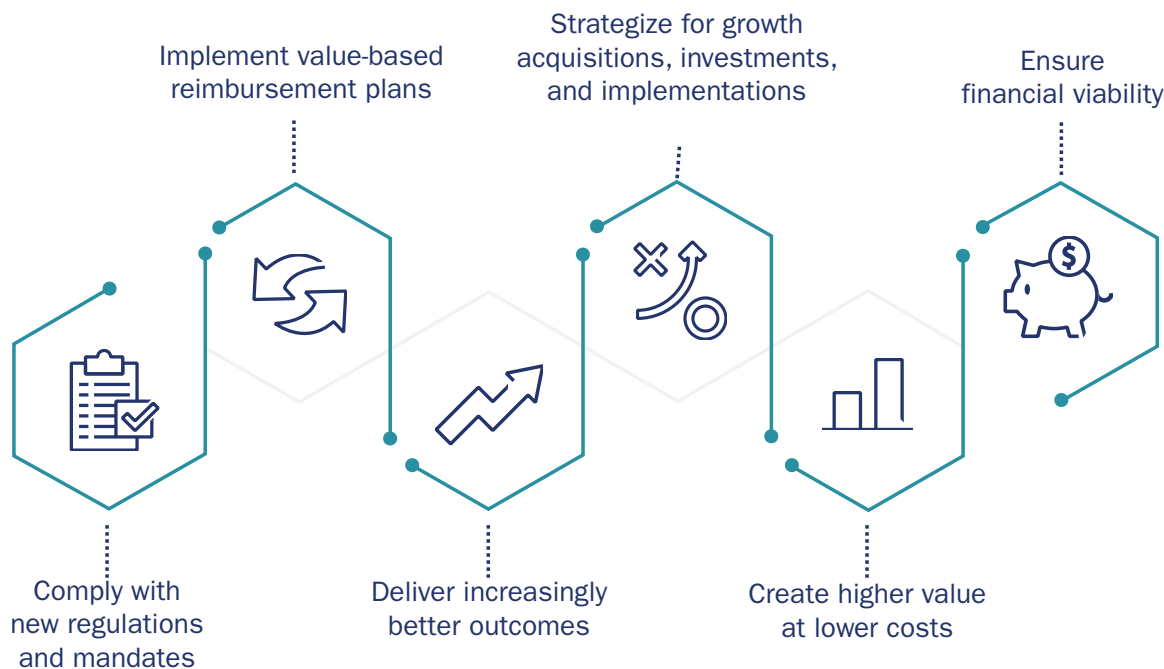 Implement value-based
reimbursement plans
Strategize for growth
acquisitions, investments,
and implementations
Ensure
financial viability
$
Comply with
new regulations
and mandates
Deliver increasingly
better outcomes
Create higher value
at lower costs